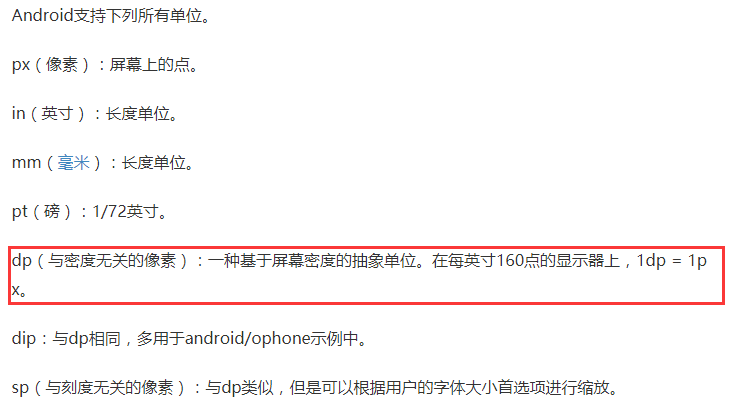 Android支持下列所有单位。
px（像素）：屏幕上的点。
in（英寸）：长度单位。
mm（毫米）：长度单位。
pt（磅）：1/72英寸。
dp（与密度无关的像素）：一种基于屏幕密度的抽象单位。在每英寸160点的显示器上，1dp = 1p
x。
dip：与dp相同，多用于android/ophone示例中。
sp（与刻度无关的像素）：与dp类似，但是可以根据用户的字体大小首选项进行缩放。